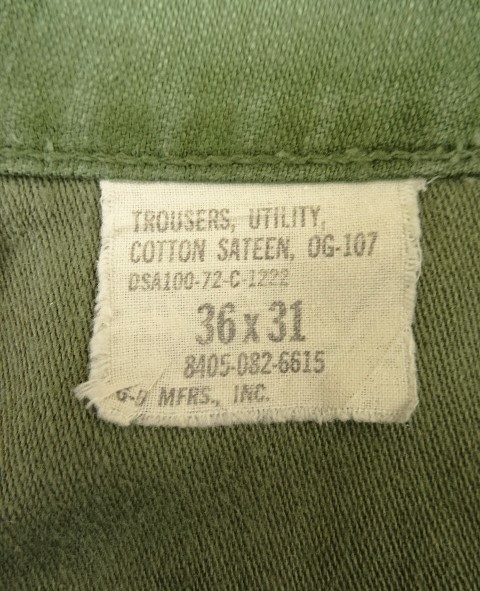 TROUSERS, UTILITY,
COTTON SATEEN, OG-107
DSA100-72-C-1222
36 x 31
8405-082-6615
MFRS., INC.